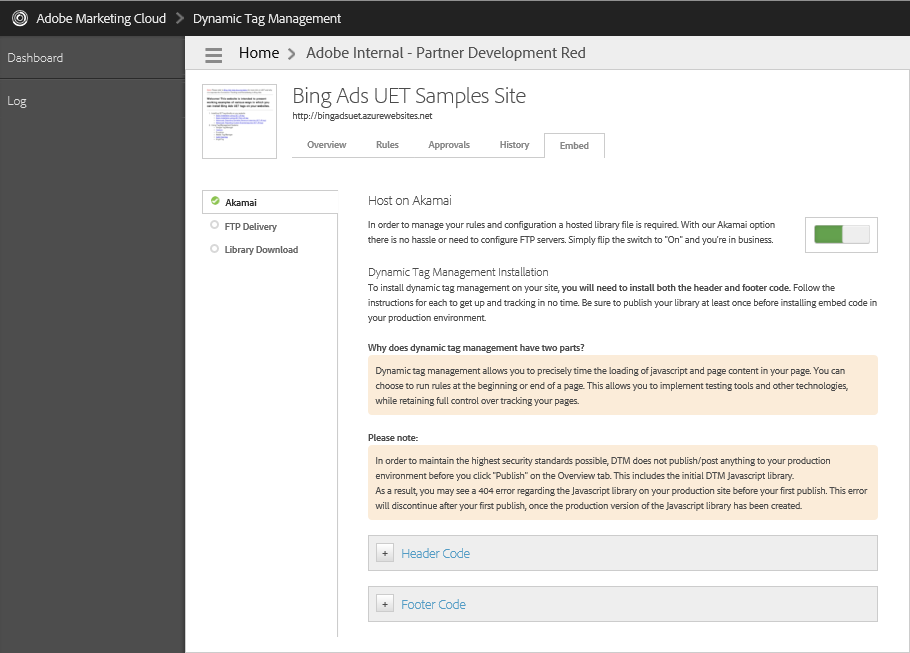 Adobe Marketing Cloud > Dynamic Tag Management
Dashboard
Log
Home > Adobe Internal - Partner Development Red
Bing Ads UET Samples Site
http://bingadsuet.azurewebsites.net
Overview Rules Approvals History Embed
Akamai
FTP Delivery
Library Download
Host on Akamai
In order to manage your rules and configuration a hosted library file is required. With our Akamai option
there is no hassle or need to configure FTP servers. Simply flip the switch to "On" and you're in business.
Dynamic Tag Management Installation
To install dynamic tag management on your site, you will need to install both the header and footer code. Follow the
instructions for each to get up and tracking in no time. Be sure to publish your library at least once before installing embed code in
your production environment.
Why does dynamic tag management have two parts?
Dynamic tag management allows you to precisely time the loading of javascript and page content in your page. You can
choose to run rules at the beginning or end of a page. This allows you to implement testing tools and other technologies,
while retaining full control over tracking your pages.
Please note:
In order to maintain the highest security standards possible, DTM does not publish/post anything to your production
environment before you click "Publish" on the Overview tab. This includes the initial DTM Javascript library.
As a result, you may see a 404 error regarding the Javascript library on your production site before your first publish. This error
will discontinue after your first publish, once the production version of the Javascript library has been created.
+ Header Code
+ Footer Code